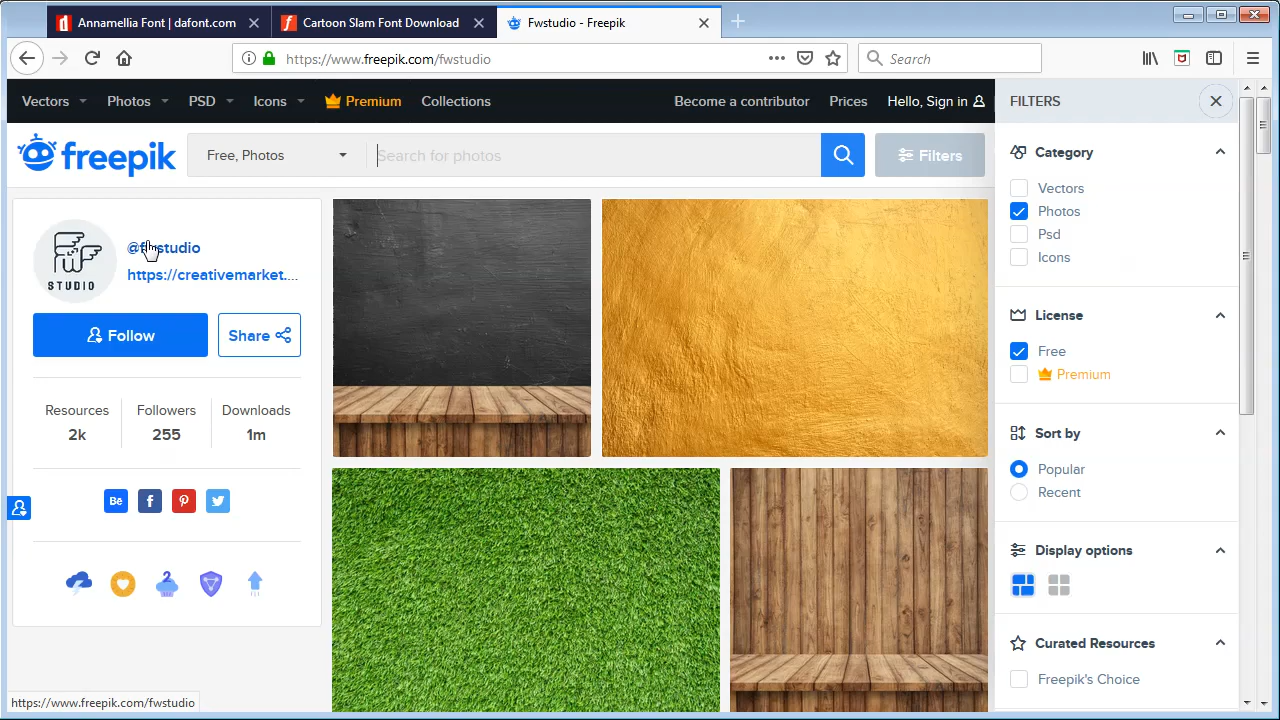 Annamellia Font | dafont.com
Cartoon Slam Font Download
Fwstudio - Freepik
https://www.freepik.com/fwstudio
Search
Vectors
Photos
PSD
Icons
Premium
Collections
Become a contributor
Prices
Hello, Sign in
freepik
Free, Photos
Search for photos
Filters
FILTERS
Category
Vectors
Photos
Psd
Icons
License
Free
Premium
Sort by
Popular
Recent
Display options
Curated Resources
Freepik's Choice
STUDIO
@fwstudio
https://creativemarket....
Follow
Share
Resources
2k
Followers
255
Downloads
1m
Bē
2
https://www.freepik.com/fwstudio